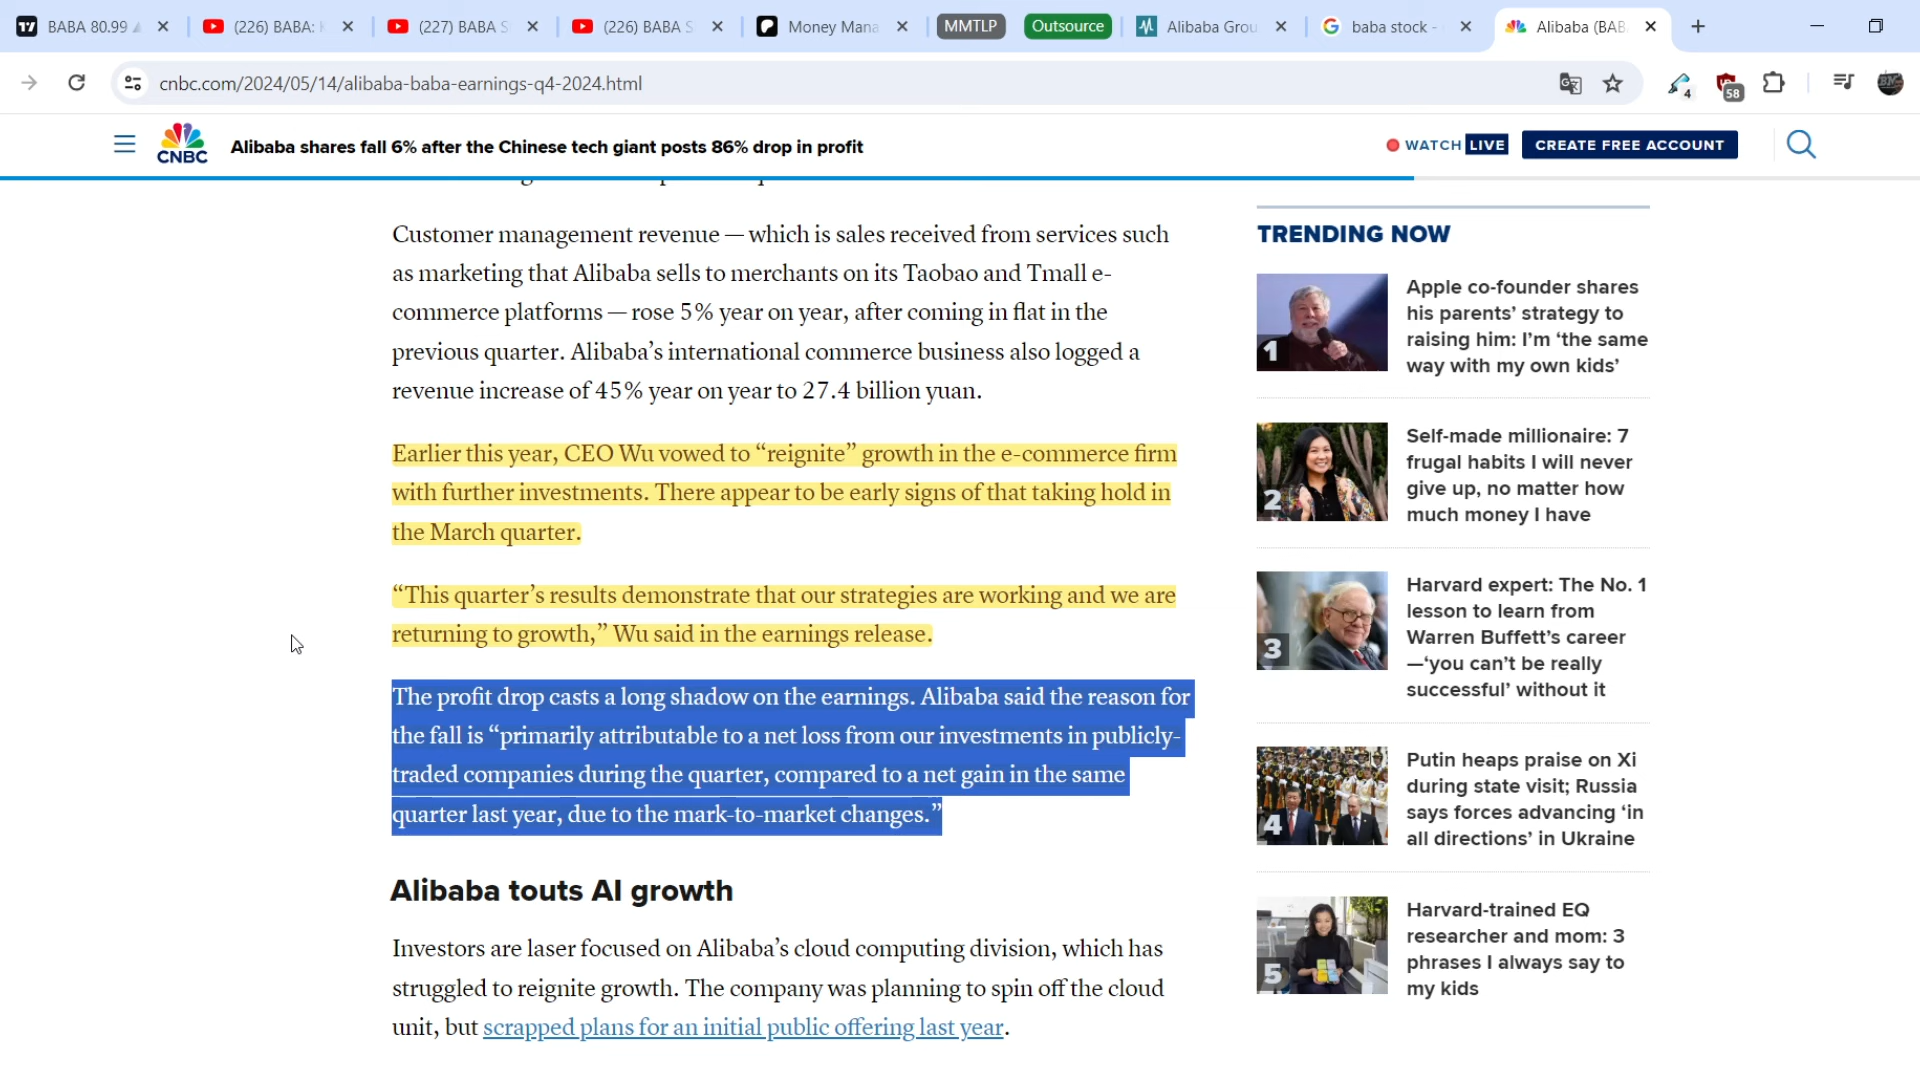 BABA 80.99
(226) BABA:
(227) BABA S
(226) BABA S
Money Mana
MMTLP
Outsource
Alibaba Grou
baba stock -
Alibaba (BAB
cnbc.com/2024/05/14/alibaba-baba-earnings-q4-2024.html
4
58
CNBC
Alibaba shares fall 6% after the Chinese tech giant posts 86% drop in profit
WATCH LIVE
CREATE FREE ACCOUNT
Customer management revenue — which is sales received from services such
as marketing that Alibaba sells to merchants on its Taobao and Tmall e-
commerce platforms — rose 5% year on year, after coming in flat in the
previous quarter. Alibaba’s international commerce business also logged a
revenue increase of 45% year on year to 27.4 billion yuan.
Earlier this year, CEO Wu vowed to “reignite” growth in the e-commerce firm
with further investments. There appear to be early signs of that taking hold in
the March quarter.
“This quarter’s results demonstrate that our strategies are working and we are
returning to growth,” Wu said in the earnings release.
The profit drop casts a long shadow on the earnings. Alibaba said the reason for
the fall is “primarily attributable to a net loss from our investments in publicly-
traded companies during the quarter, compared to a net gain in the same
quarter last year, due to the mark-to-market changes.”
Alibaba touts AI growth
Investors are laser focused on Alibaba’s cloud computing division, which has
struggled to reignite growth. The company was planning to spin off the cloud
unit, but scrapped plans for an initial public offering last year.
TRENDING NOW
1
Apple co-founder shares
his parents’ strategy to
raising him: I’m ‘the same
way with my own kids’
2
Self-made millionaire: 7
frugal habits I will never
give up, no matter how
much money I have
3
Harvard expert: The No. 1
lesson to learn from
Warren Buffett’s career
—‘you can’t be really
successful’ without it
4
Putin heaps praise on Xi
during state visit; Russia
says forces advancing ‘in
all directions’ in Ukraine
5
Harvard-trained EQ
researcher and mom: 3
phrases I always say to
my kids